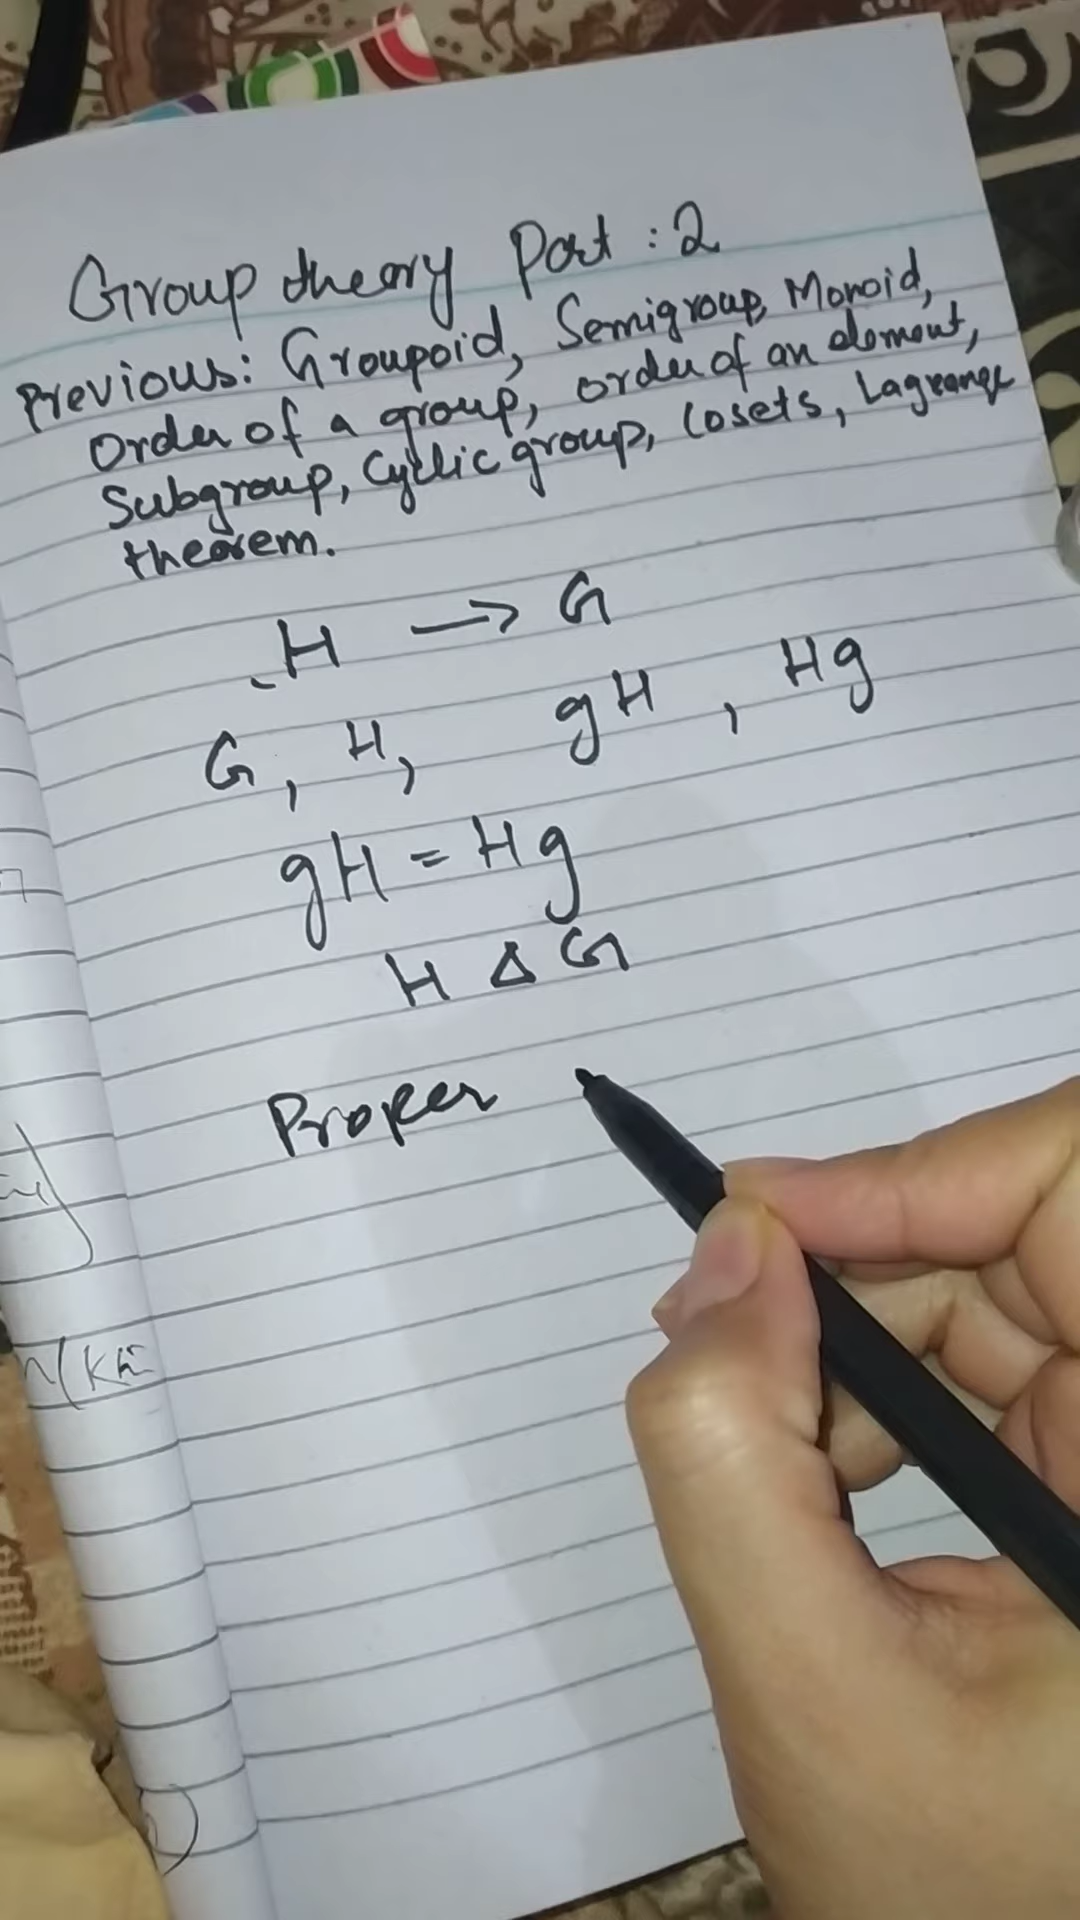 Group theory Part : 2
Previous: Groupoid, Semigroup, Monoid,
Order of a group, order of an element,
Subgroup, Cyclic group, Cosets, Lagrange
theorem.
H → G
G, H, gH , Hg
gH = Hg
H Δ G
Proper